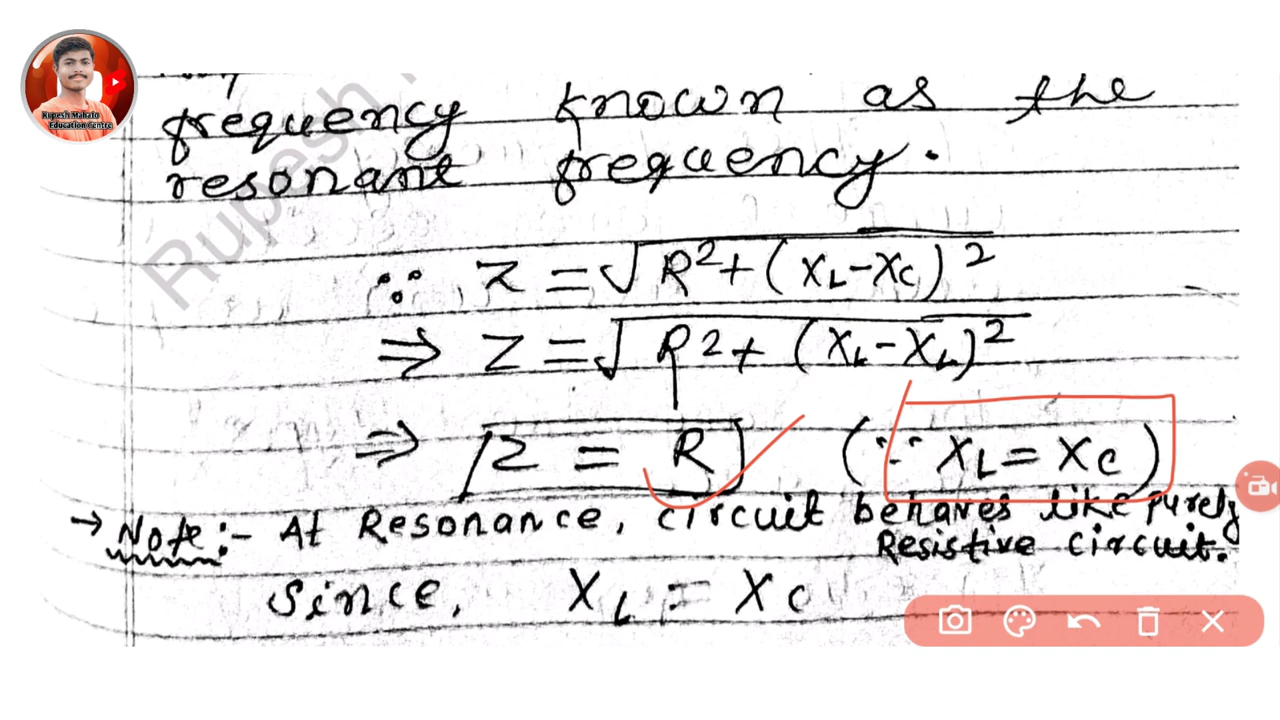 Rupesh Mahato
Education Centre
frequency known as the
resonant frequency.
∵ Z = √R² + (XL - XC)²
⇒ Z = √R² + (XL - XL)²
⇒ Z = R (∵ XL = XC)
→ Note:- At Resonance, circuit behaves like purely
Resistive circuit.
Since, XL = XC
Rupesh